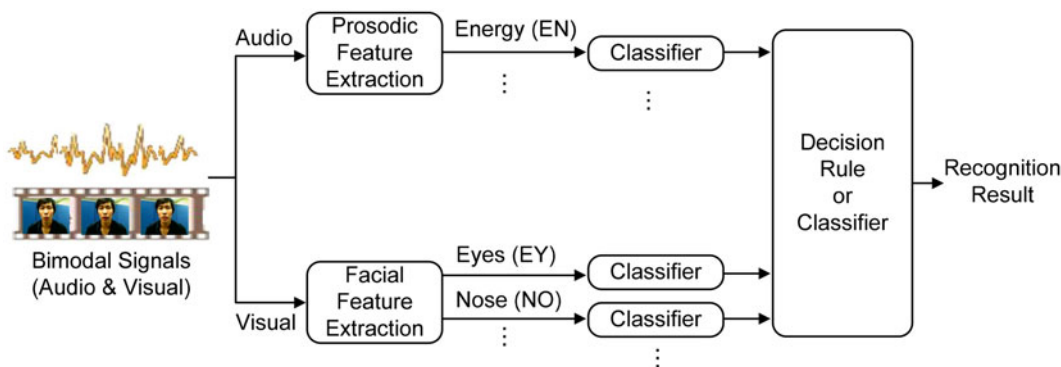 Audio
Prosodic
Feature
Extraction
Energy (EN)
⋮
Classifier
⋮
Bimodal Signals
(Audio & Visual)
Visual
Facial
Feature
Extraction
Eyes (EY)
Nose (NO)
⋮
Classifier
Classifier
⋮
Decision
Rule
or
Classifier
Recognition
Result